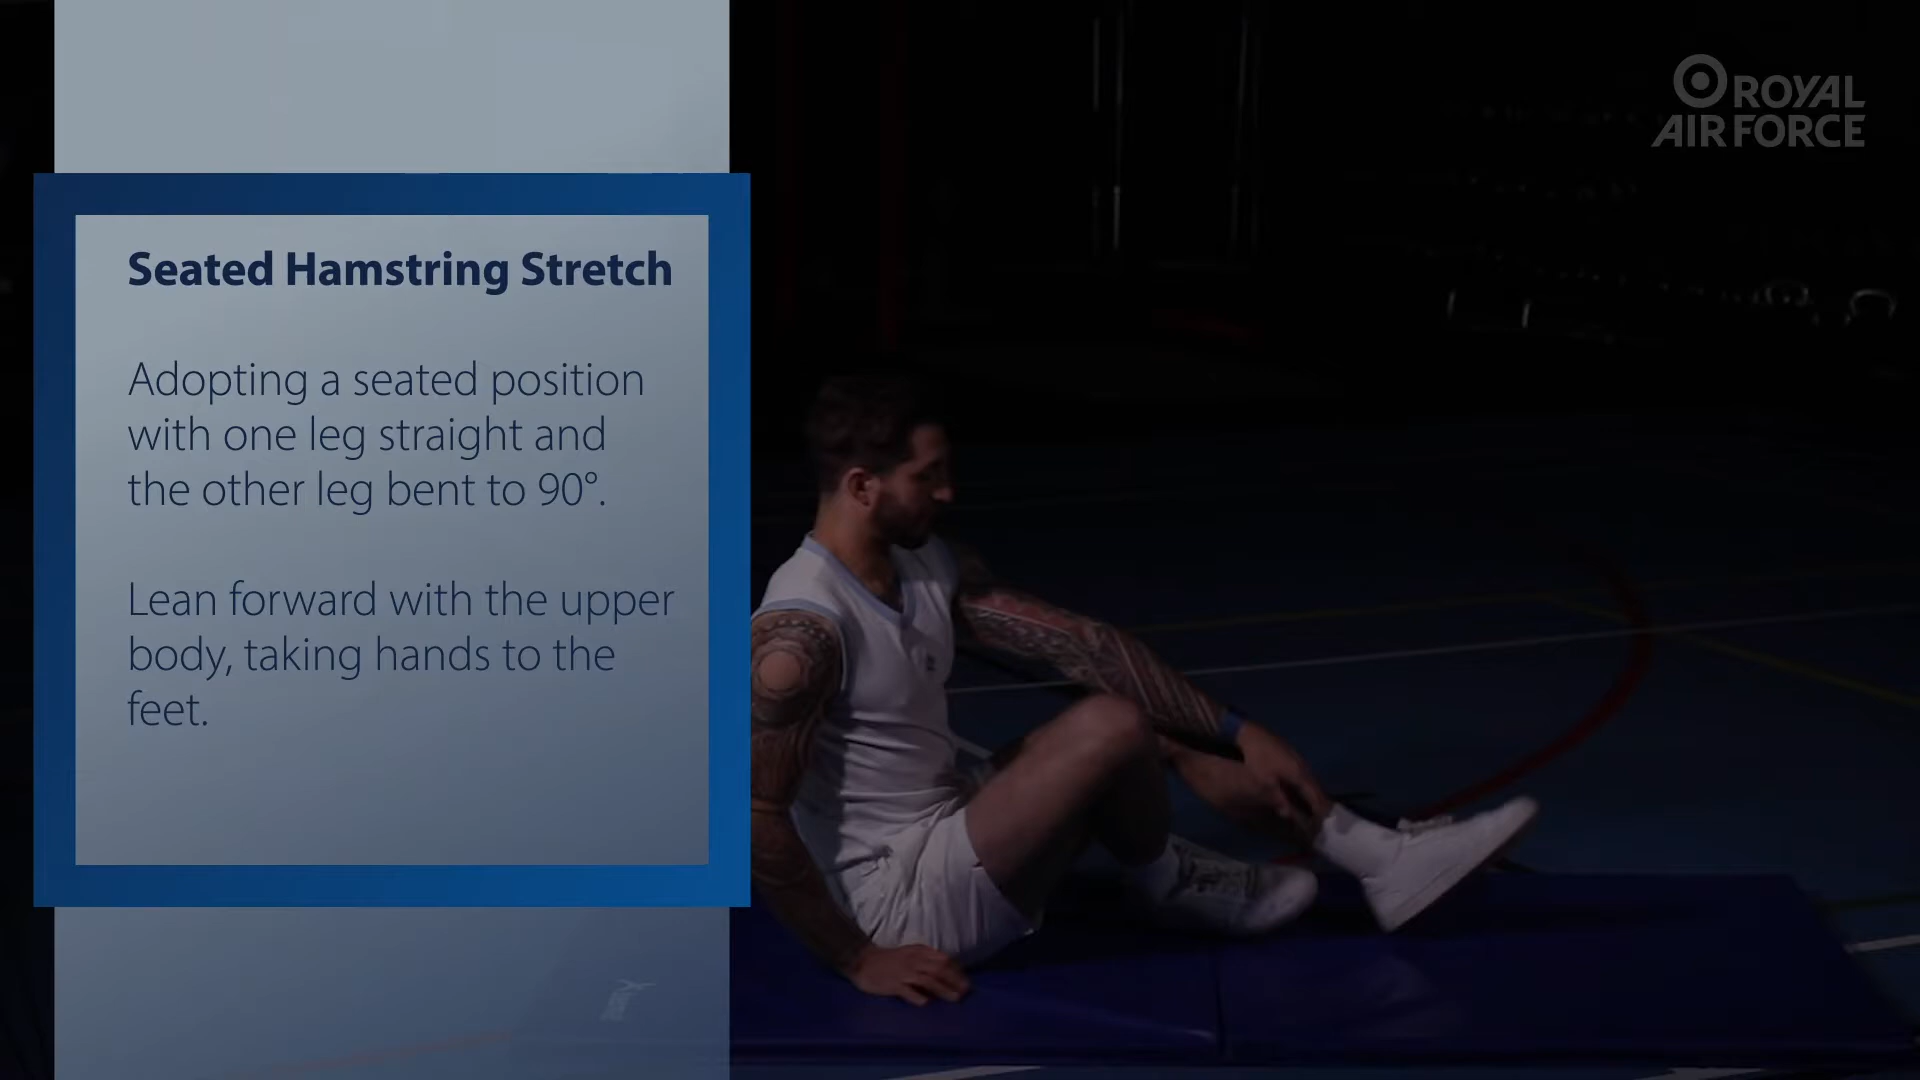 ROYAL
AIR FORCE
Seated Hamstring Stretch
Adopting a seated position
with one leg straight and
the other leg bent to 90°.
Lean forward with the upper
body, taking hands to the
feet.